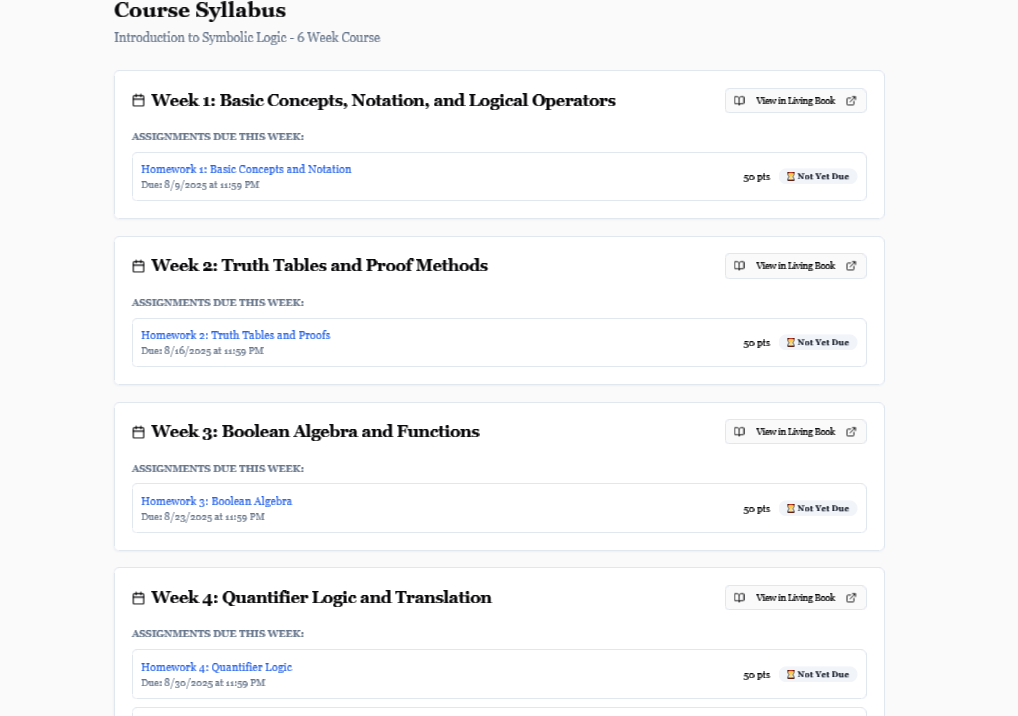 Course Syllabus
Introduction to Symbolic Logic - 6 Week Course
Week 1: Basic Concepts, Notation, and Logical Operators
View in Living Book
ASSIGNMENTS DUE THIS WEEK:
Homework 1: Basic Concepts and Notation
Due: 8/9/2025 at 11:59 PM
50 pts
⏳ Not Yet Due
Week 2: Truth Tables and Proof Methods
View in Living Book
ASSIGNMENTS DUE THIS WEEK:
Homework 2: Truth Tables and Proofs
Due: 8/16/2025 at 11:59 PM
50 pts
⏳ Not Yet Due
Week 3: Boolean Algebra and Functions
View in Living Book
ASSIGNMENTS DUE THIS WEEK:
Homework 3: Boolean Algebra
Due: 8/23/2025 at 11:59 PM
50 pts
⏳ Not Yet Due
Week 4: Quantifier Logic and Translation
View in Living Book
ASSIGNMENTS DUE THIS WEEK:
Homework 4: Quantifier Logic
Due: 8/30/2025 at 11:59 PM
50 pts
⏳ Not Yet Due